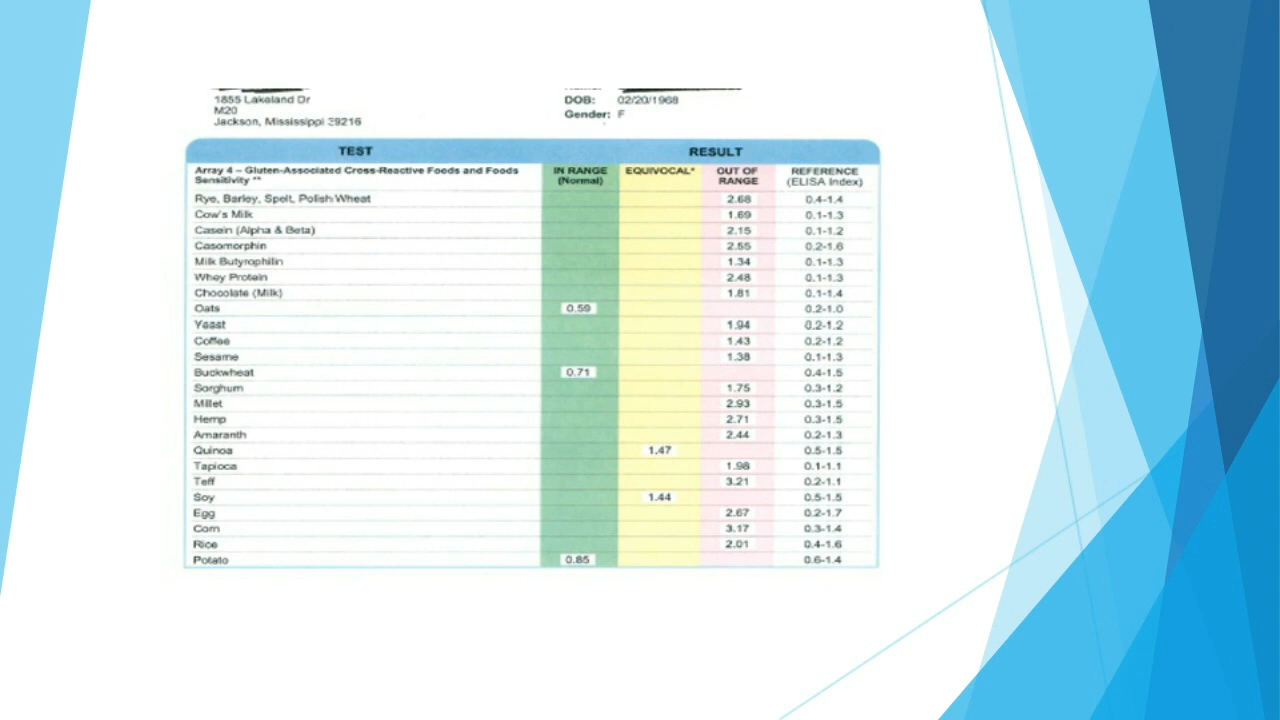 1855 Lakeland Dr
M20
Jackson, Mississippi 39216
DOB: 02/20/1968
Gender: F
TEST RESULT
Array 4 – Gluten-Associated Cross-Reactive Foods and Foods Sensitivity ** IN RANGE (Normal) EQUIVOCAL* OUT OF RANGE REFERENCE (ELISA Index)
Rye, Barley, Spelt, Polish Wheat 2.68 0.4-1.4
Cow's Milk 1.69 0.1-1.3
Casein (Alpha & Beta) 2.15 0.1-1.2
Casomorphin 2.55 0.2-1.6
Milk Butyrophilin 1.34 0.1-1.3
Whey Protein 2.48 0.1-1.3
Chocolate (Milk) 1.81 0.1-1.4
Oats 0.59 0.2-1.0
Yeast 1.94 0.2-1.2
Coffee 1.43 0.2-1.2
Sesame 1.38 0.1-1.3
Buckwheat 0.71 0.4-1.5
Sorghum 1.75 0.3-1.2
Millet 2.93 0.3-1.5
Hemp 2.71 0.3-1.5
Amaranth 2.44 0.2-1.3
Quinoa 1.47 0.5-1.5
Tapioca 1.98 0.1-1.1
Teff 3.21 0.2-1.1
Soy 1.44 0.5-1.5
Egg 2.67 0.2-1.7
Corn 3.17 0.3-1.4
Rice 2.01 0.4-1.6
Potato 0.85 0.6-1.4